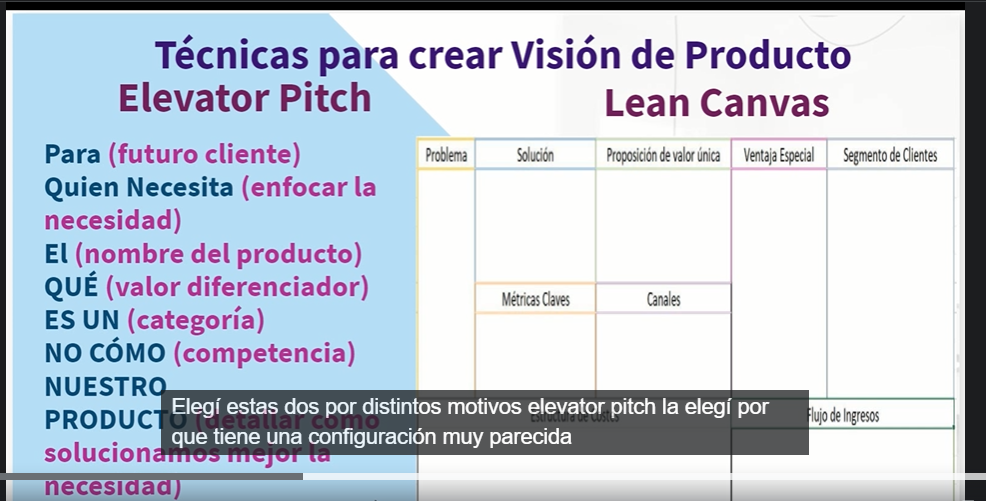 Técnicas para crear Visión de Producto
Elevator Pitch
Lean Canvas
Para (futuro cliente)
Quien Necesita (enfocar la
necesidad)
El (nombre del producto)
QUÉ (valor diferenciador)
ES UN (categoría)
NO CÓMO (competencia)
NUESTRO
PRODUCTO (detallar como
solucionamos mejor la
necesidad)
Problema
Solución
Proposición de valor única
Ventaja Especial
Segmento de Clientes
Métricas Claves
Canales
Estructura de Costes
Flujo de Ingresos
Elegí estas dos por distintos motivos elevator pitch la elegí por
que tiene una configuración muy parecida